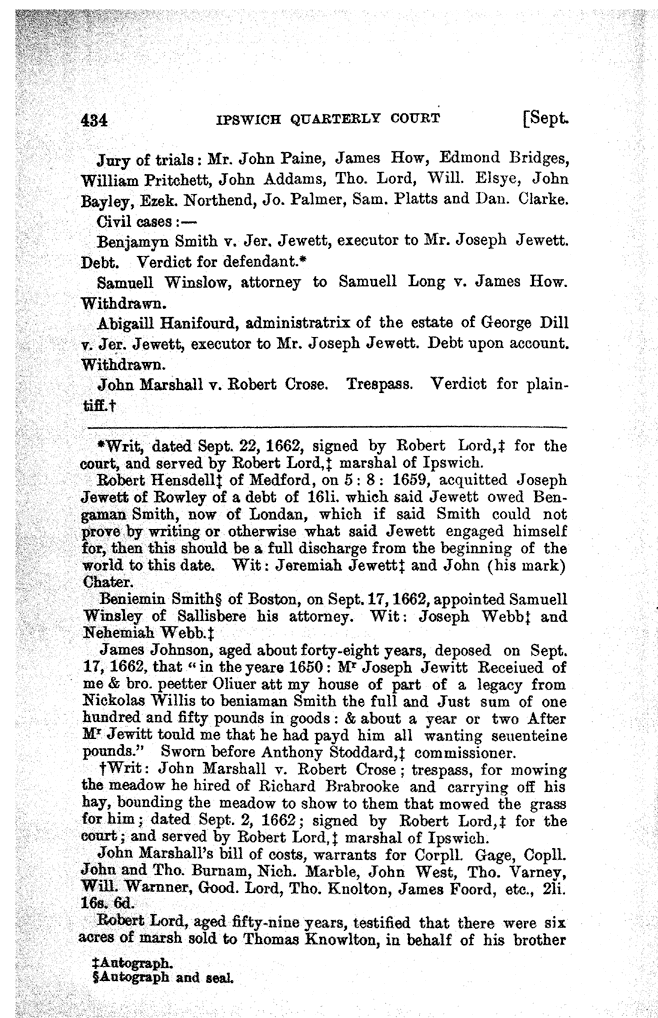 434 IPSWICH QUARTERLY COURT [Sept.
Jury of trials: Mr. John Paine, James How, Edmond Bridges,
William Pritchett, John Addams, Tho. Lord, Will. Elsye, John
Bayley, Ezek. Northend, Jo. Palmer, Sam. Platts and Dan. Clarke.
Civil cases:—
Benjamyn Smith v. Jer. Jewett, executor to Mr. Joseph Jewett.
Debt. Verdict for defendant.*
Samuell Winslow, attorney to Samuell Long v. James How.
Withdrawn.
Abigaill Hanifourd, administratrix of the estate of George Dill
v. Jer. Jewett, executor to Mr. Joseph Jewett. Debt upon account.
Withdrawn.
John Marshall v. Robert Crose. Trespass. Verdict for plain-
tiff.†
*Writ, dated Sept. 22, 1662, signed by Robert Lord,‡ for the
court, and served by Robert Lord,‡ marshal of Ipswich.
Robert Hensdell‡ of Medford, on 5 : 8 : 1659, acquitted Joseph
Jewett of Rowley of a debt of 16li. which said Jewett owed Ben-
gaman Smith, now of Londan, which if said Smith could not
prove by writing or otherwise what said Jewett engaged himself
for, then this should be a full discharge from the beginning of the
world to this date. Wit: Jeremiah Jewett‡ and John (his mark)
Chater.
Beniemin Smith§ of Boston, on Sept. 17, 1662, appointed Samuell
Winsley of Sallisbere his attorney. Wit: Joseph Webb‡ and
Nehemiah Webb.‡
James Johnson, aged about forty-eight years, deposed on Sept.
17, 1662, that "in the yeare 1650: Mr Joseph Jewitt Receiued of
me & bro. peetter Oliuer att my house of part of a legacy from
Nickolas Willis to beniaman Smith the full and Just sum of one
hundred and fifty pounds in goods: & about a year or two After
Mr Jewitt tould me that he had payd him all wanting seuenteine
pounds." Sworn before Anthony Stoddard,‡ commissioner.
†Writ: John Marshall v. Robert Crose; trespass, for mowing
the meadow he hired of Richard Brabrooke and carrying off his
hay, bounding the meadow to show to them that mowed the grass
for him; dated Sept. 2, 1662; signed by Robert Lord,‡ for the
court; and served by Robert Lord,‡ marshal of Ipswich.
John Marshall's bill of costs, warrants for Corpll. Gage, Copll.
John and Tho. Burnam, Nich. Marble, John West, Tho. Varney,
Will. Warnner, Good. Lord, Tho. Knolton, James Foord, etc., 2li.
16s. 6d.
Robert Lord, aged fifty-nine years, testified that there were six
acres of marsh sold to Thomas Knowlton, in behalf of his brother
‡Autograph.
§Autograph and seal.